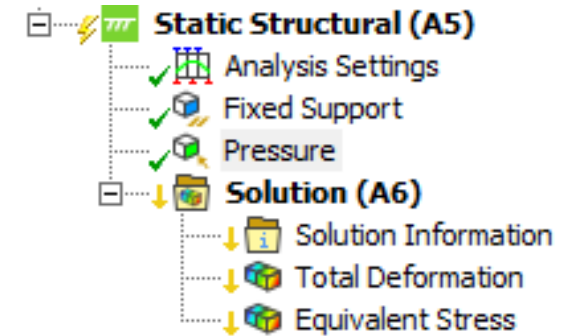 Static Structural (A5)
Analysis Settings
Fixed Support
Pressure
Solution (A6)
Solution Information
Total Deformation
Equivalent Stress